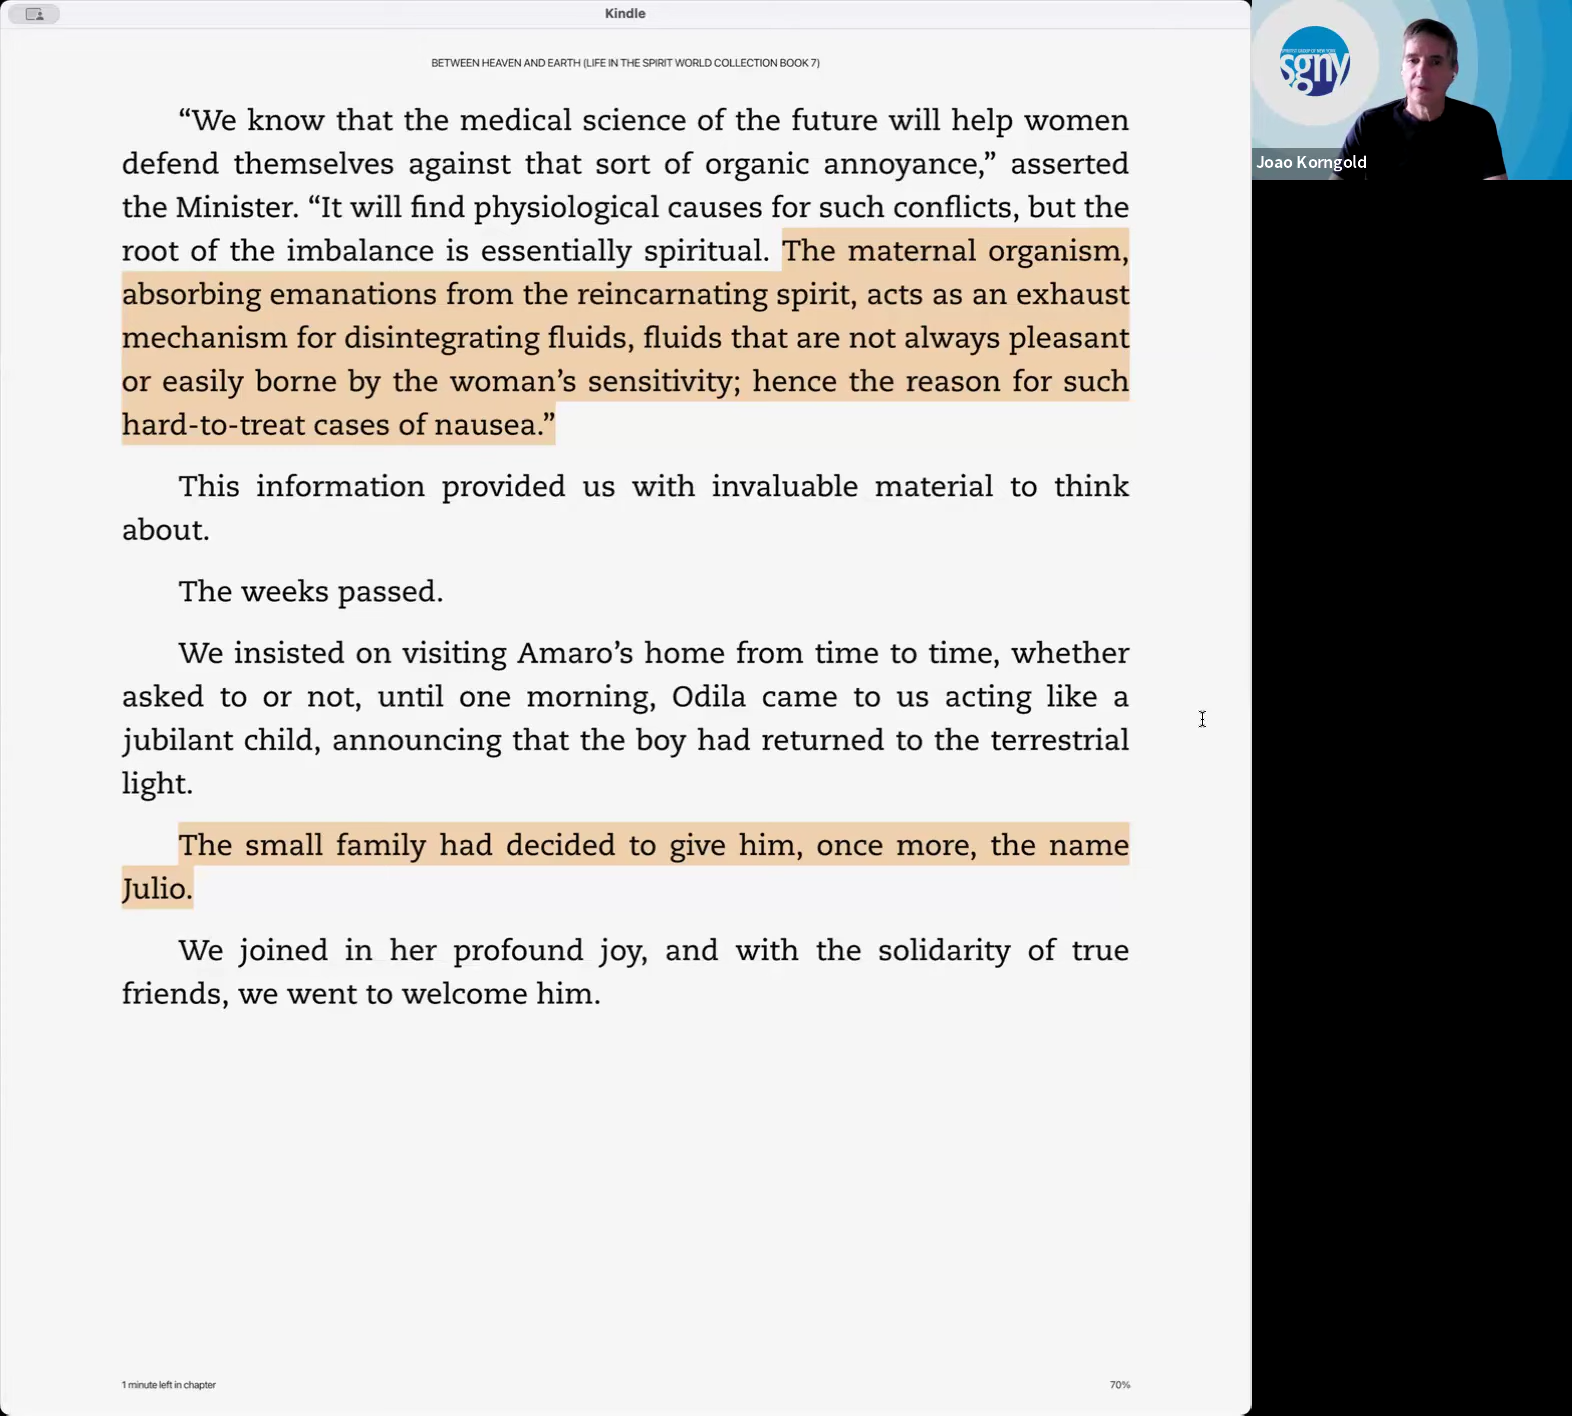 Kindle
BETWEEN HEAVEN AND EARTH (LIFE IN THE SPIRIT WORLD COLLECTION BOOK 7)
“We know that the medical science of the future will help women
defend themselves against that sort of organic annoyance,” asserted
the Minister. “It will find physiological causes for such conflicts, but the
root of the imbalance is essentially spiritual. The maternal organism,
absorbing emanations from the reincarnating spirit, acts as an exhaust
mechanism for disintegrating fluids, fluids that are not always pleasant
or easily borne by the woman’s sensitivity; hence the reason for such
hard-to-treat cases of nausea.”
This information provided us with invaluable material to think
about.
The weeks passed.
We insisted on visiting Amaro’s home from time to time, whether
asked to or not, until one morning, Odila came to us acting like a
jubilant child, announcing that the boy had returned to the terrestrial
light.
The small family had decided to give him, once more, the name
Julio.
We joined in her profound joy, and with the solidarity of true
friends, we went to welcome him.
1 minute left in chapter
70%
SPIRITIST GROUP OF NEW YORK
sgny
Joao Korngold